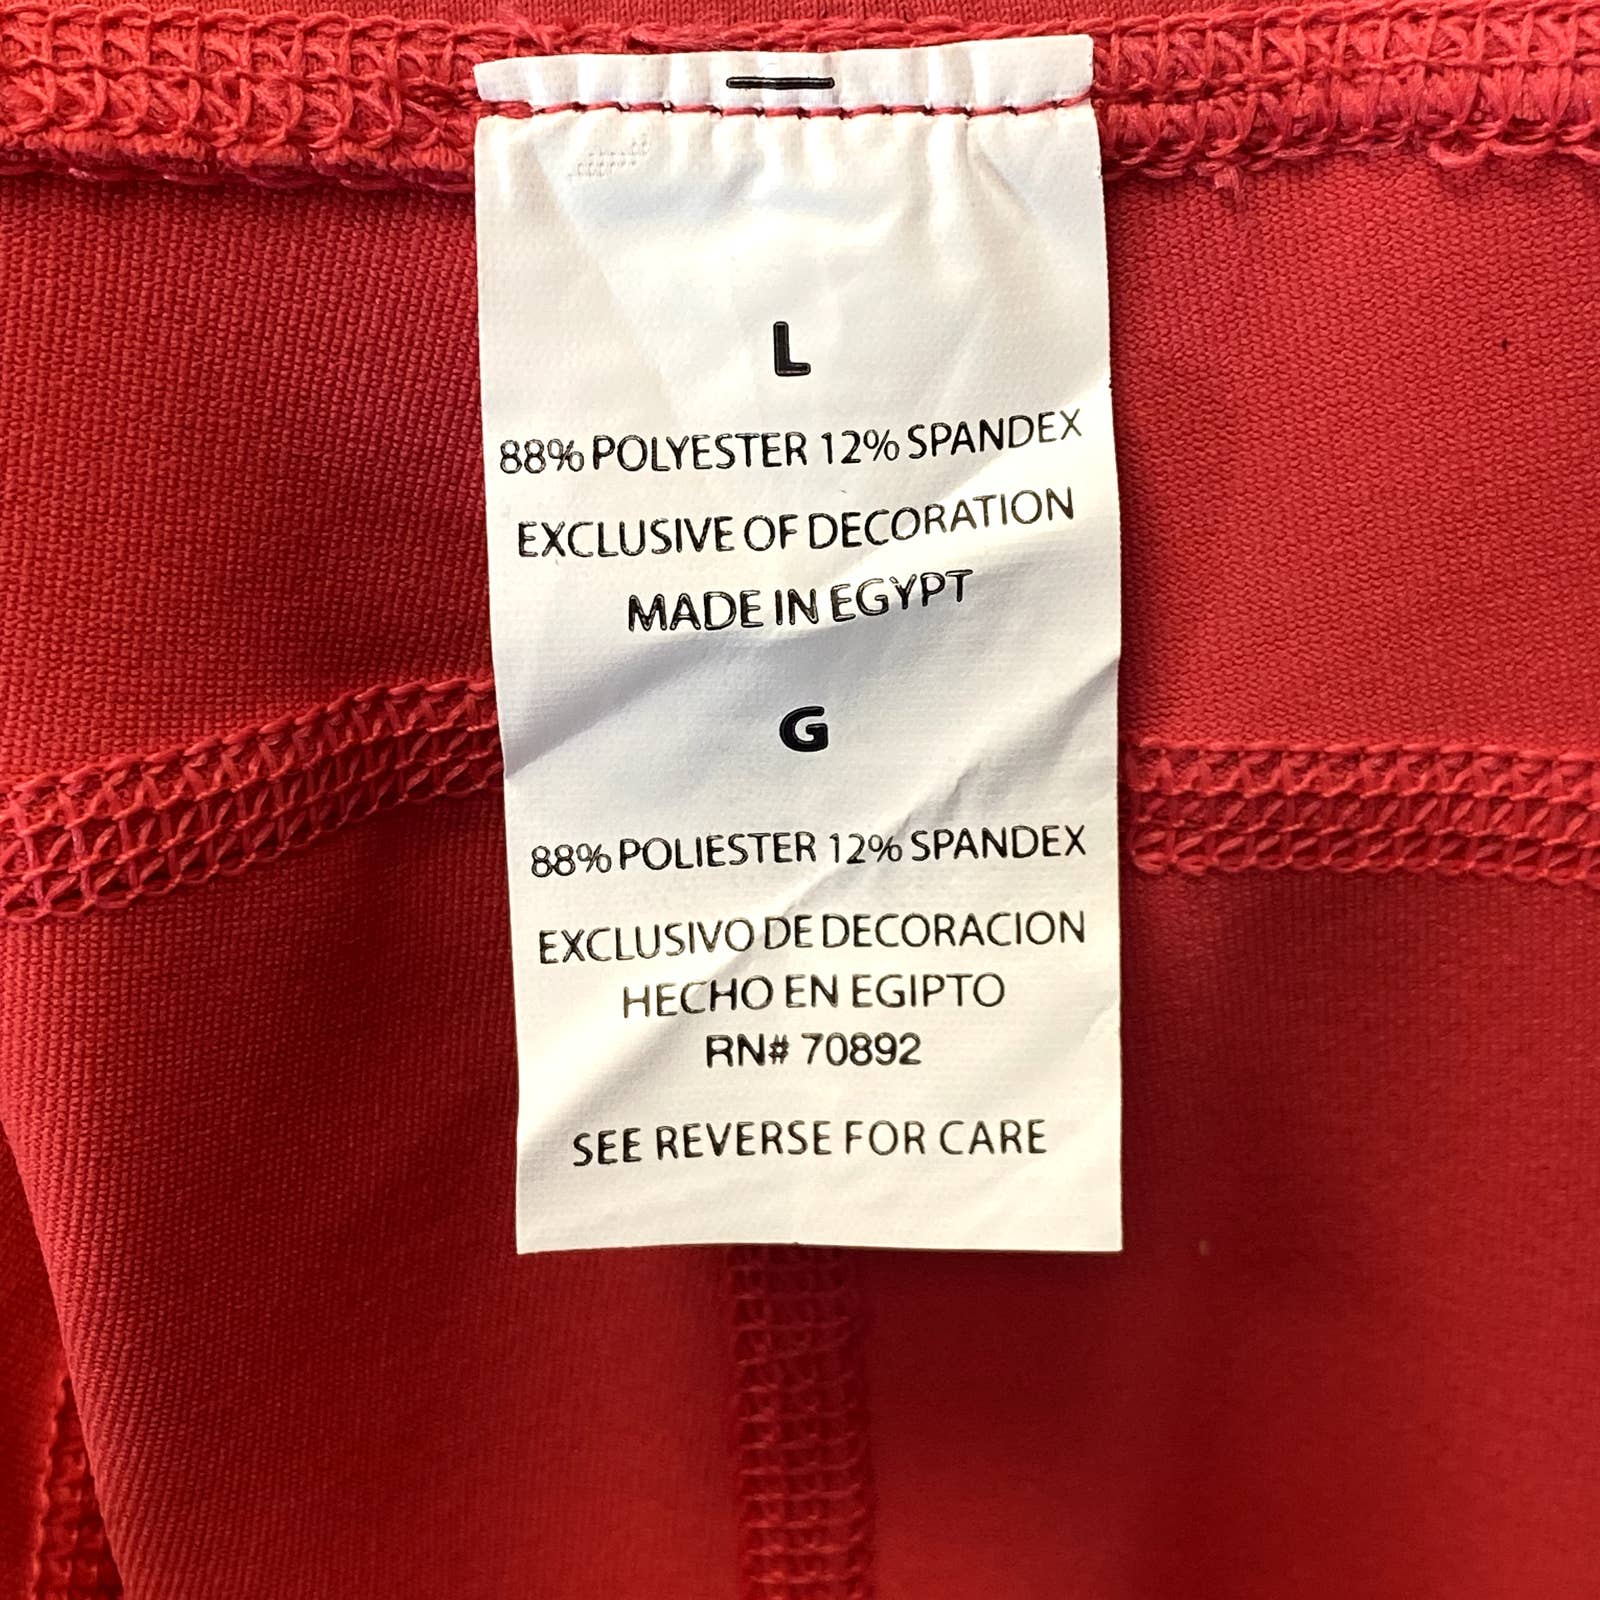 L
88% POLYESTER 12% SPANDEX
EXCLUSIVE OF DECORATION
MADE IN EGYPT
G
88% POLIESTER 12% SPANDEX
EXCLUSIVO DE DECORACION
HECHO EN EGIPTO
RN# 70892
SEE REVERSE FOR CARE